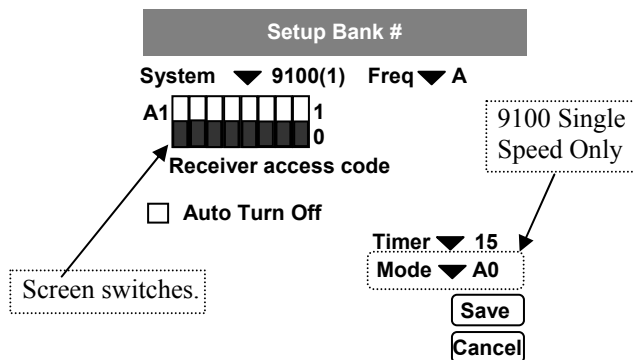 Setup Bank #
System 9100(1) Freq A
A1 1
0
Receiver access code
9100 Single
Speed Only
Auto Turn Off
Timer 15
Mode A0
Screen switches.
Save
Cancel